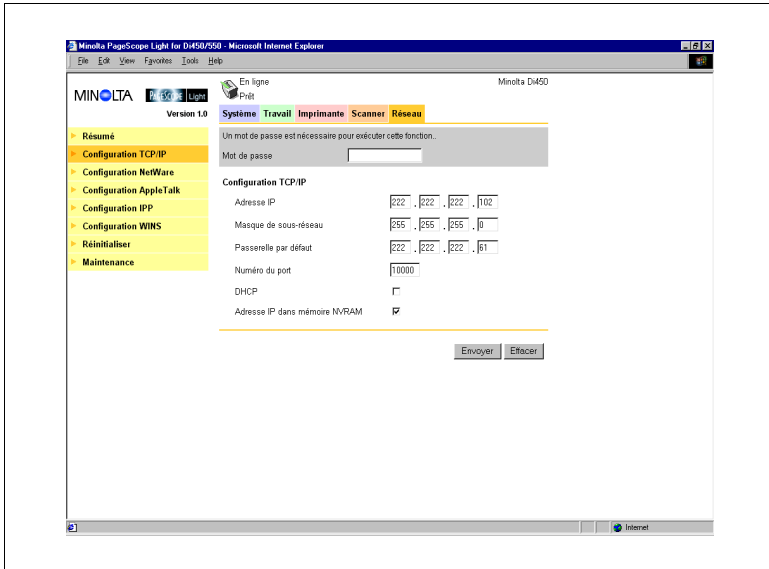 Minolta PageScope Light for Di450/550 - Microsoft Internet Explorer
File Edit View Favorites Tools Help
MINOLTA PAGESCOPE Light
Version 1.0
En ligne
Prêt
Minolta Di450
Système Travail Imprimante Scanner Réseau
Résumé
Configuration TCP/IP
Configuration NetWare
Configuration AppleTalk
Configuration IPP
Configuration WINS
Réinitialiser
Maintenance
Un mot de passe est nécessaire pour exécuter cette fonction..
Mot de passe
Configuration TCP/IP
Adresse IP 222 . 222 . 222 . 102
Masque de sous-réseau 255 . 255 . 255 . 0
Passerelle par défaut 222 . 222 . 222 . 61
Numéro du port 10000
DHCP
Adresse IP dans mémoire NVRAM
Envoyer Effacer
Internet